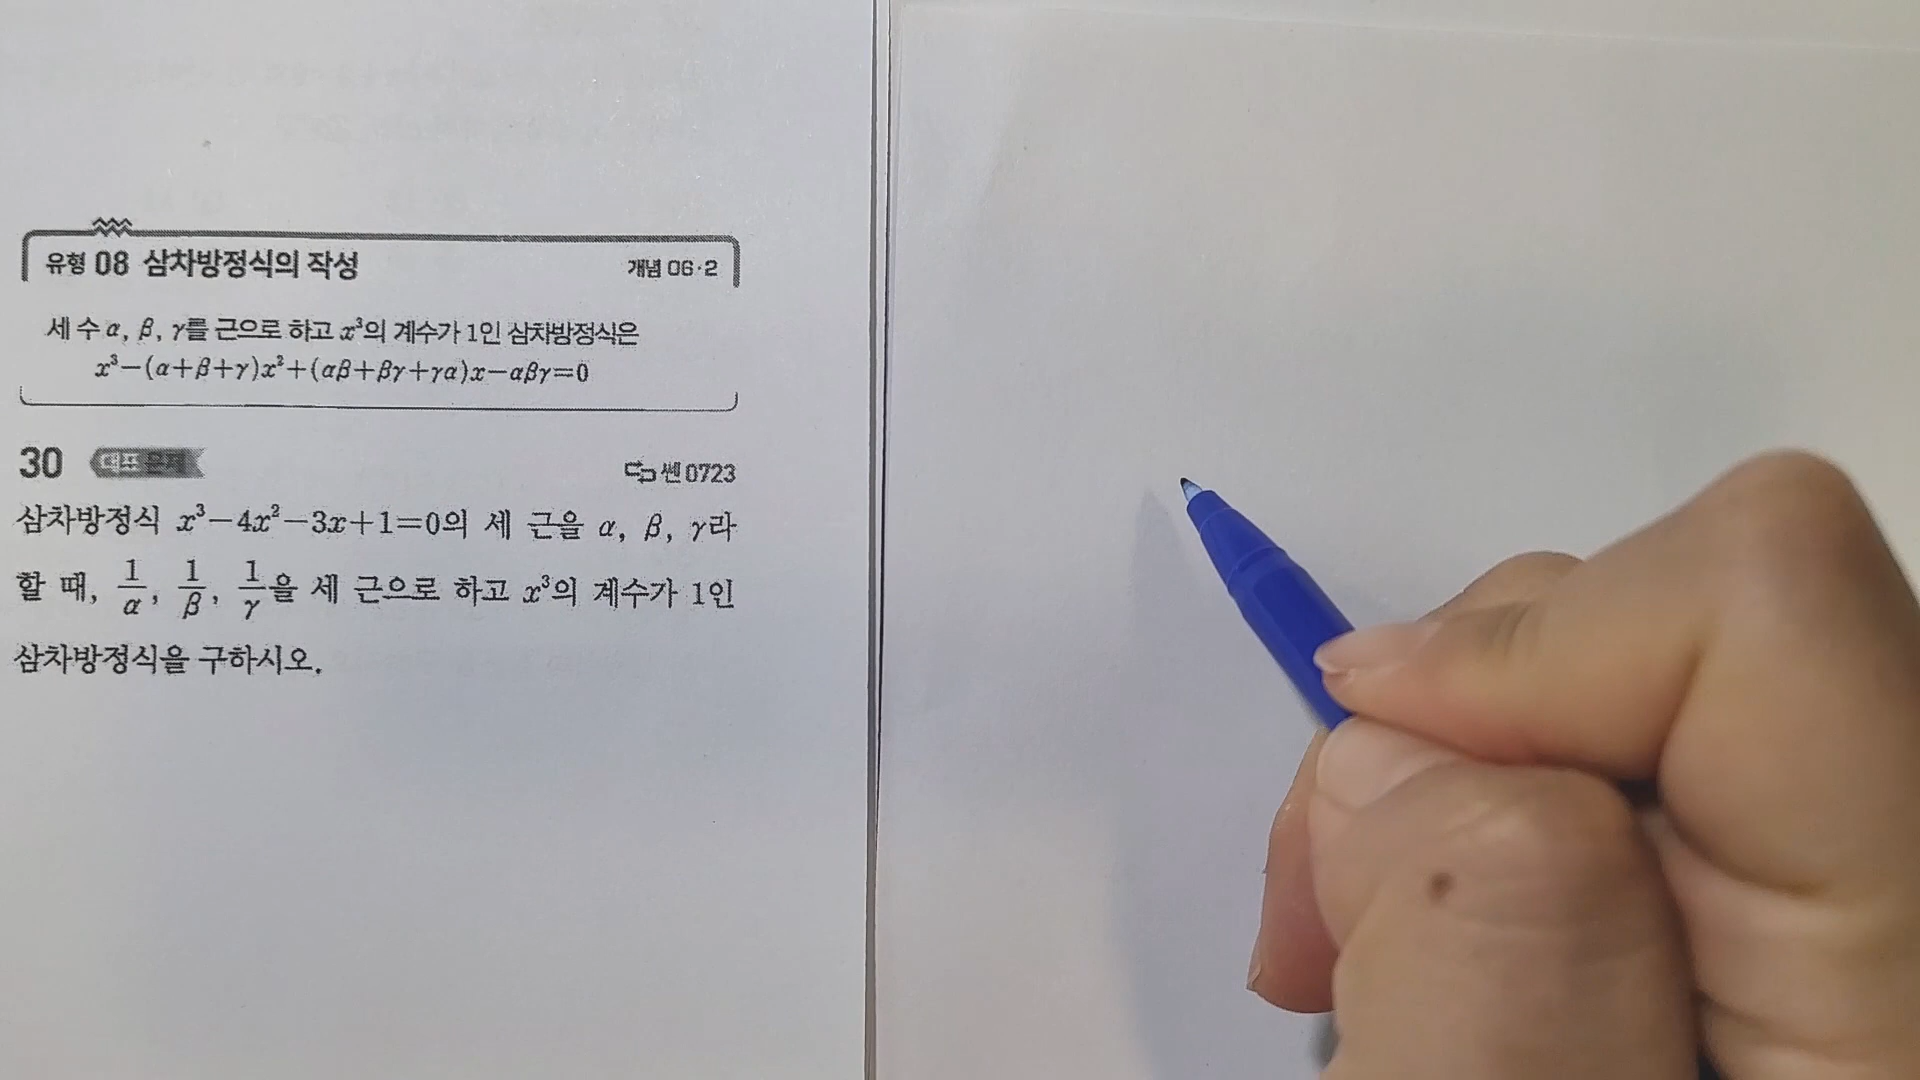 유형 08 삼차방정식의 작성 개념 06·2
세 수 α, β, γ를 근으로 하고 x³의 계수가 1인 삼차방정식은
x³−(α+β+γ)x²+(αβ+βγ+γα)x−αβγ=0
30 대표 문제 쎈 0723
삼차방정식 x³−4x²−3x+1=0의 세 근을 α, β, γ라
할 때, 1/α, 1/β, 1/γ을 세 근으로 하고 x³의 계수가 1인
삼차방정식을 구하시오.